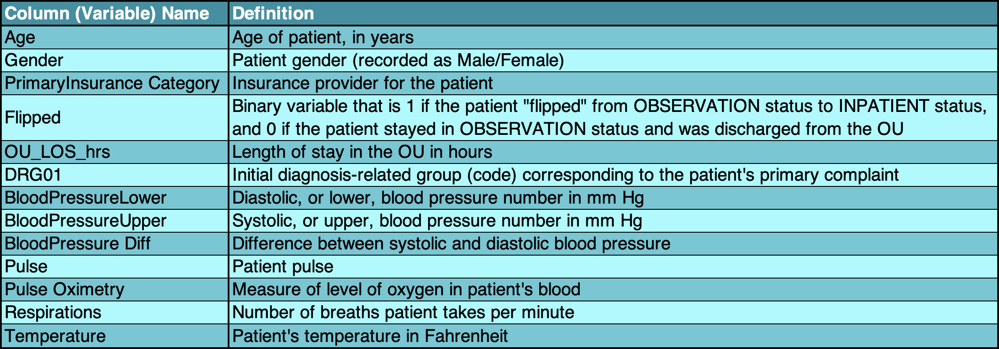 Column (Variable) Name Definition
Age Age of patient, in years
Gender Patient gender (recorded as Male/Female)
PrimaryInsurance Category Insurance provider for the patient
Flipped Binary variable that is 1 if the patient "flipped" from OBSERVATION status to INPATIENT status,
and 0 if the patient stayed in OBSERVATION status and was discharged from the OU
OU_LOS_hrs Length of stay in the OU in hours
DRG01 Initial diagnosis-related group (code) corresponding to the patient's primary complaint
BloodPressureLower Diastolic, or lower, blood pressure number in mm Hg
BloodPressureUpper Systolic, or upper, blood pressure number in mm Hg
BloodPressure Diff Difference between systolic and diastolic blood pressure
Pulse Patient pulse
Pulse Oximetry Measure of level of oxygen in patient's blood
Respirations Number of breaths patient takes per minute
Temperature Patient's temperature in Fahrenheit